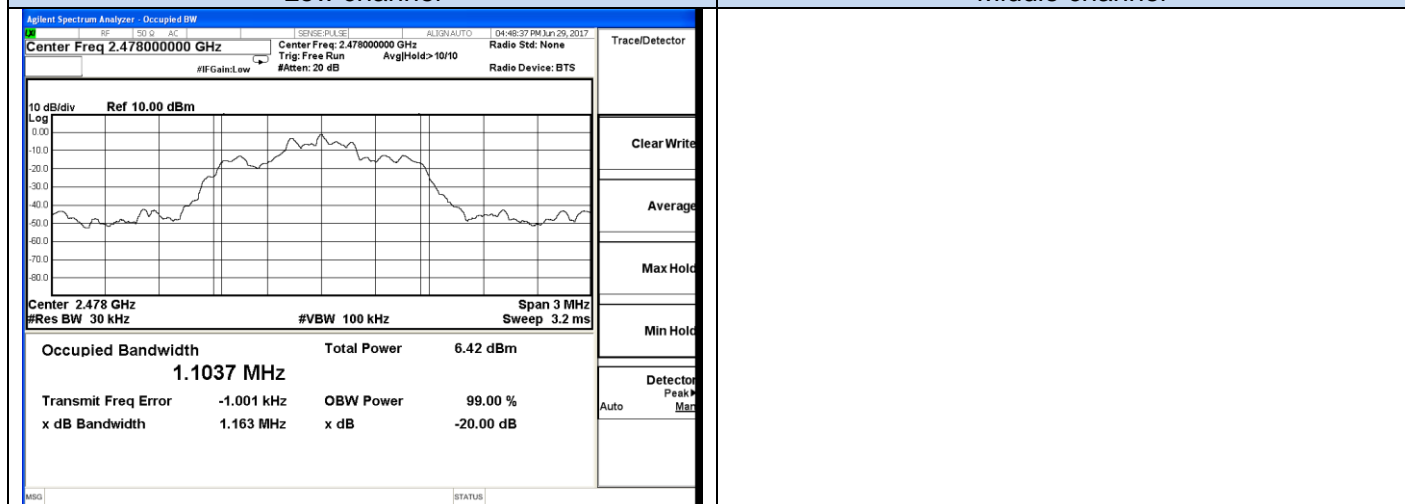 Low channel
Middle channel
Agilent Spectrum Analyzer - Occupied BW
RF 50 Ω AC SENSE:PULSE ALIGN AUTO 04:48:37 PM Jun 29, 2017
Center Freq 2.478000000 GHz
Center Freq: 2.478000000 GHz
Radio Std: None
Trig: Free Run Avg|Hold:> 10/10
#IFGain:Low
#Atten: 20 dB
Radio Device: BTS
Trace/Detector
10 dB/div Ref 10.00 dBm
Log
0.00
-10.0
-20.0
-30.0
-40.0
-50.0
-60.0
-70.0
-80.0
Center 2.478 GHz
Span 3 MHz
#Res BW 30 kHz
#VBW 100 kHz
Sweep 3.2 ms
Occupied Bandwidth
1.1037 MHz
Total Power 6.42 dBm
Transmit Freq Error -1.001 kHz
OBW Power 99.00 %
x dB Bandwidth 1.163 MHz
x dB -20.00 dB
Clear Write
Average
Max Hold
Min Hold
Detector
Peak
Auto Man
MSG
STATUS